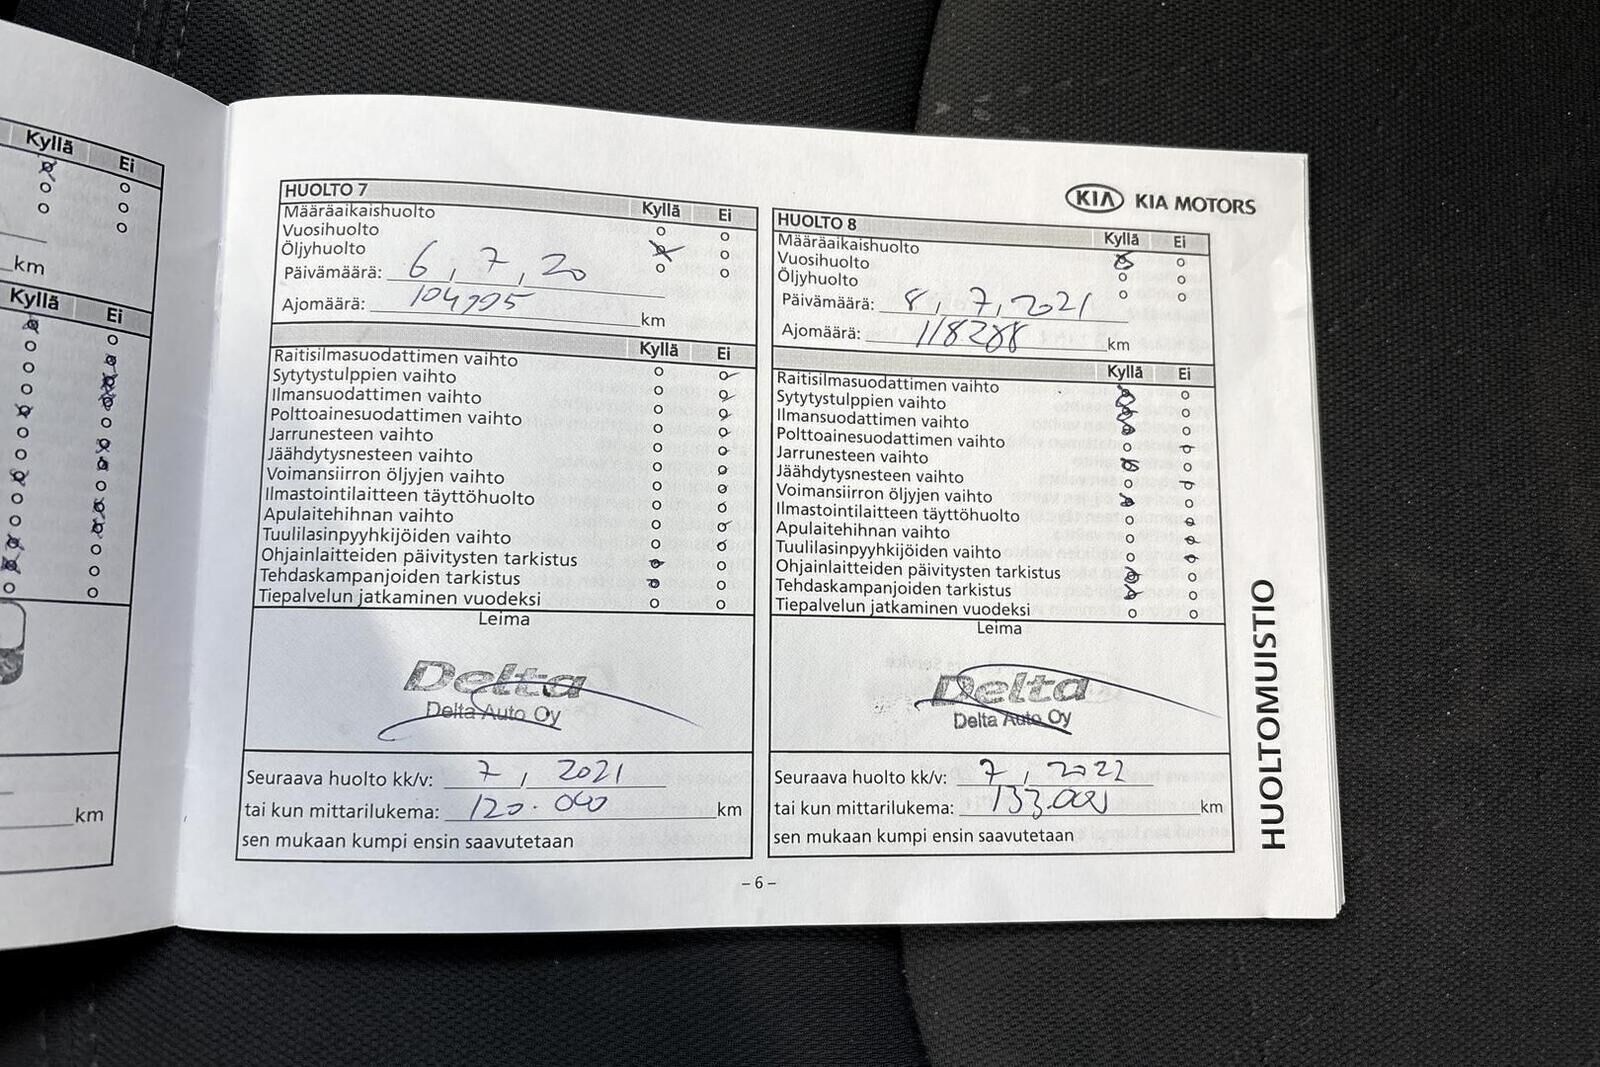 Kyllä Ei
km
Kyllä Ei
km
KIA KIA MOTORS
HUOLTO 7
Kyllä Ei
Määräaikaishuolto
Vuosihuolto
Öljyhuolto
Päivämäärä: 6, 7, 20
Ajomäärä: 104995 km
Kyllä Ei
Raitisilmasuodattimen vaihto
Sytytystulppien vaihto
Ilmansuodattimen vaihto
Polttoainesuodattimen vaihto
Jarrunesteen vaihto
Jäähdytysnesteen vaihto
Voimansiirron öljyjen vaihto
Ilmastointilaitteen täyttöhuolto
Apulaitehihnan vaihto
Tuulilasinpyyhkijöiden vaihto
Ohjainlaitteiden päivitysten tarkistus
Tehdaskampanjoiden tarkistus
Tiepalvelun jatkaminen vuodeksi
Leima
Delta
Delta Auto Oy
Seuraava huolto kk/v: 7, 2021
tai kun mittarilukema: 120.000 km
sen mukaan kumpi ensin saavutetaan
HUOLTO 8
Kyllä Ei
Määräaikaishuolto
Vuosihuolto
Öljyhuolto
Päivämäärä: 8, 7, 2021
Ajomäärä: 118288 km
Kyllä Ei
Raitisilmasuodattimen vaihto
Sytytystulppien vaihto
Ilmansuodattimen vaihto
Polttoainesuodattimen vaihto
Jarrunesteen vaihto
Jäähdytysnesteen vaihto
Voimansiirron öljyjen vaihto
Ilmastointilaitteen täyttöhuolto
Apulaitehihnan vaihto
Tuulilasinpyyhkijöiden vaihto
Ohjainlaitteiden päivitysten tarkistus
Tehdaskampanjoiden tarkistus
Tiepalvelun jatkaminen vuodeksi
Leima
Delta
Delta Auto Oy
Seuraava huolto kk/v: 7, 2022
tai kun mittarilukema: 133.000 km
sen mukaan kumpi ensin saavutetaan
HUOLTOMUISTIO
– 6 –